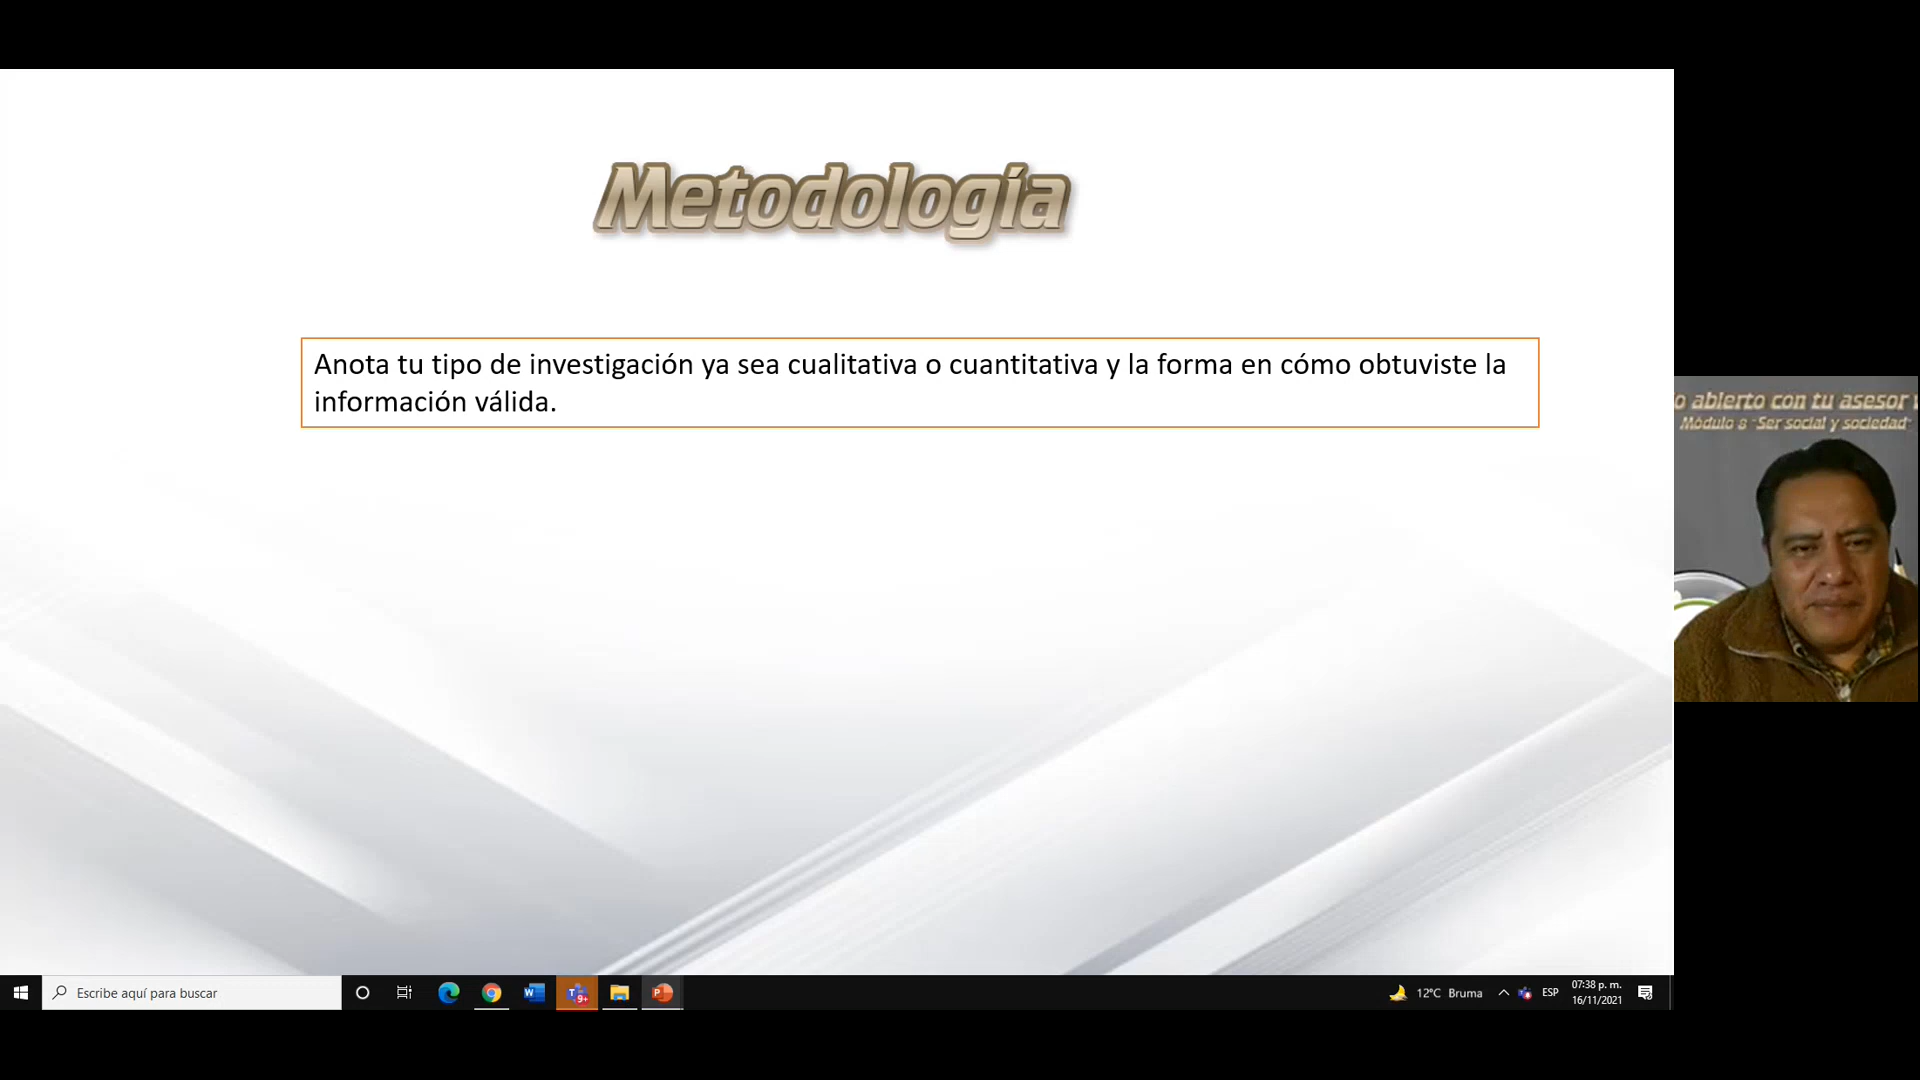 Metodología
Anota tu tipo de investigación ya sea cualitativa o cuantitativa y la forma en cómo obtuviste la
información válida.
o abierto con tu asesor v
Módulo 8 "Ser social y sociedad"
Escribe aquí para buscar
9+
12°C Bruma
ESP
07:38 p. m.
16/11/2021